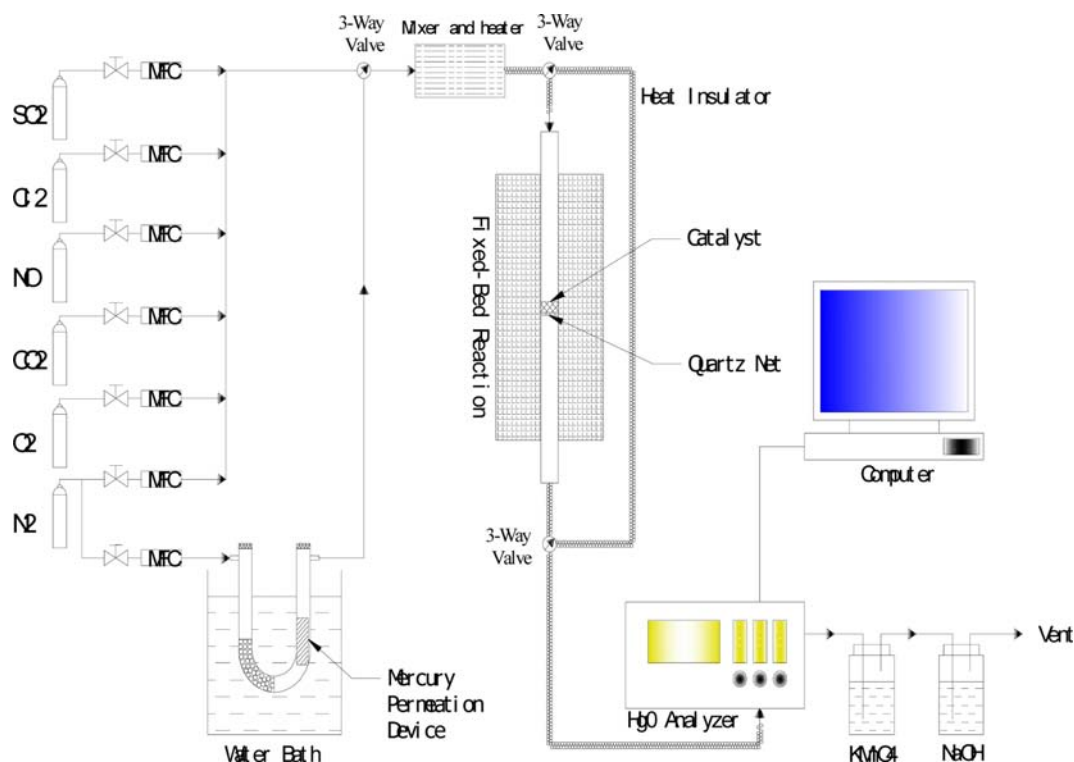 3-Way
Valve
Mixer and heater
3-Way
Valve
SO2
MFC
Heat Insulator
MFC
NO
MFC
Fixed-Bed Reaction
Catalyst
CO2
MFC
Quartz Net
O2
MFC
Computer
N2
MFC
3-Way
Valve
MFC
Mercury
Permeation
Device
Water Bath
Hg0 Analyzer
KMnO4
NaOH
Vent